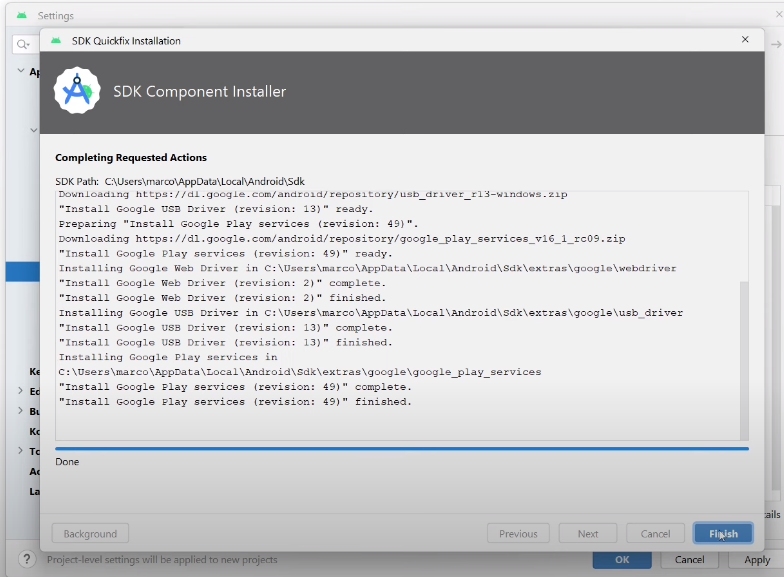 Settings
SDK Quickfix Installation
SDK Component Installer
Completing Requested Actions
SDK Path: C:\Users\marco\AppData\Local\Android\Sdk
Downloading https://dl.google.com/android/repository/usb_driver_r13-windows.zip
"Install Google USB Driver (revision: 13)" ready.
Preparing "Install Google Play services (revision: 49)".
Downloading https://dl.google.com/android/repository/google_play_services_v16_1_rc09.zip
"Install Google Play services (revision: 49)" ready.
Installing Google Web Driver in C:\Users\marco\AppData\Local\Android\Sdk\extras\google\webdriver
"Install Google Web Driver (revision: 2)" complete.
"Install Google Web Driver (revision: 2)" finished.
Installing Google USB Driver in C:\Users\marco\AppData\Local\Android\Sdk\extras\google\usb_driver
"Install Google USB Driver (revision: 13)" complete.
"Install Google USB Driver (revision: 13)" finished.
Installing Google Play services in
C:\Users\marco\AppData\Local\Android\Sdk\extras\google\google_play_services
"Install Google Play services (revision: 49)" complete.
"Install Google Play services (revision: 49)" finished.
Done
Background Previous Next Cancel Finish
? Project-level settings will be applied to new projects OK Cancel Apply